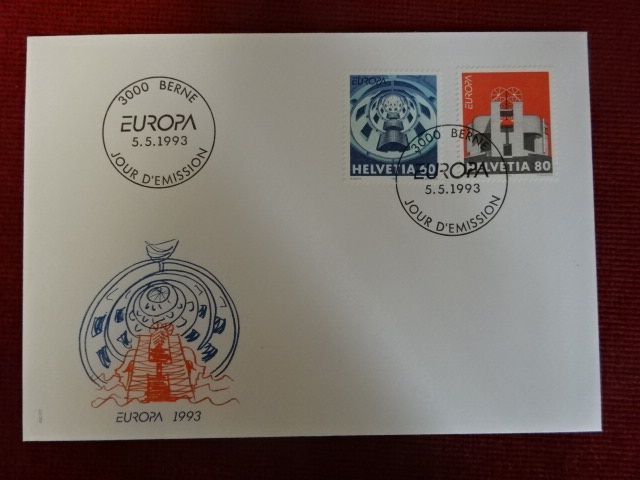 3000 BERNE
EUROPA
5.5.1993
JOUR D'EMISSION
EUROPA
HELVETIA 60
EUROPA
HELVETIA 80
3000 BERNE
EUROPA
5.5.1993
JOUR D'EMISSION
EUROPA 1993